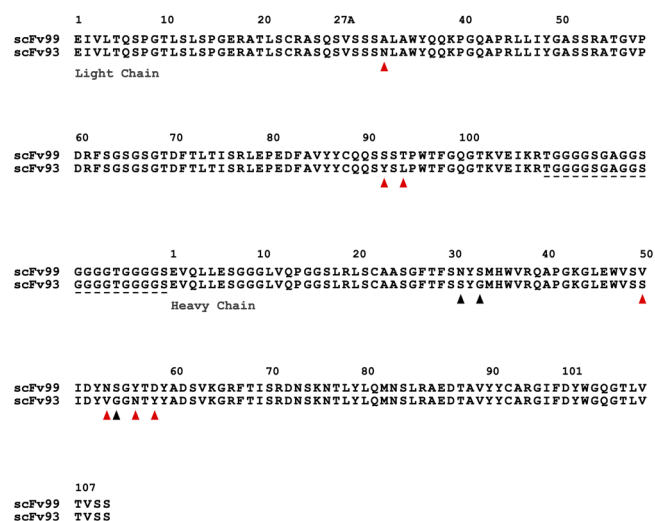 1 10 20 27A 40 50
scFv99 EIVLTQSPGTLSLSPGERATLSCRASQSVSSSALAWYQQKPGQAPRLLIYGASSRATGVP
scFv93 EIVLTQSPGTLSLSPGERATLSCRASQSVSSSNLAWYQQKPGQAPRLLIYGASSRATGVP
Light Chain
60 70 80 90 100 104
scFv99 DRFSGSGSGTDFTLTISRLEPEDFAVYYCQQSSSTPWTFGQGTKVEIKRTGGGGSGAGGS
scFv93 DRFSGSGSGTDFTLTISRLEPEDFAVYYCQQSYSLPWTFGQGTKVEIKRTGGGGSGAGGS
1 10 20 30 40 50
scFv99 GGGGTGGGGSEVQLLESGGGLVQPGGSLRLSCAASGFTFSNYSMHWVRQAPGKGLEWVSV
scFv93 GGGGTGGGGSEVQLLESGGGLVQPGGSLRLSCAASGFTFSSYGMHWVRQAPGKGLEWVSS
Heavy Chain
60 70 80 90 101
scFv99 IDYNSGYTDYADSVKGRFTISRDNSKNTLYLQMNSLRAEDTAVYYCARGIFDYWGQGTLV
scFv93 IDYVGGNTYYADSVKGRFTISRDNSKNTLYLQMNSLRAEDTAVYYCARGIFDYWGQGTLV
107
scFv99 TVSS
scFv93 TVSS